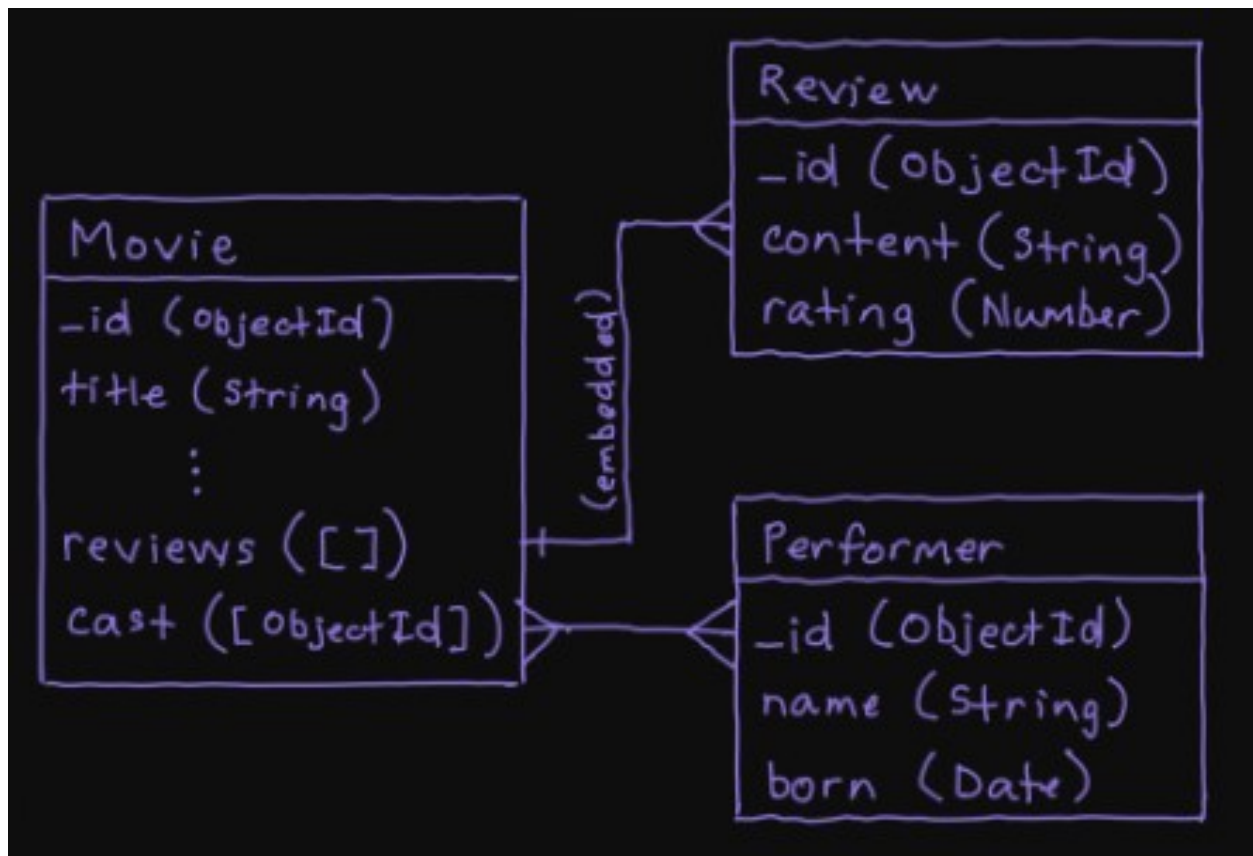 Movie
_id (ObjectId)
title (String)
⋮
reviews ([])
cast ([ObjectId])
(embedded)
Review
_id (ObjectId)
content (String)
rating (Number)
Performer
_id (ObjectId)
name (String)
born (Date)